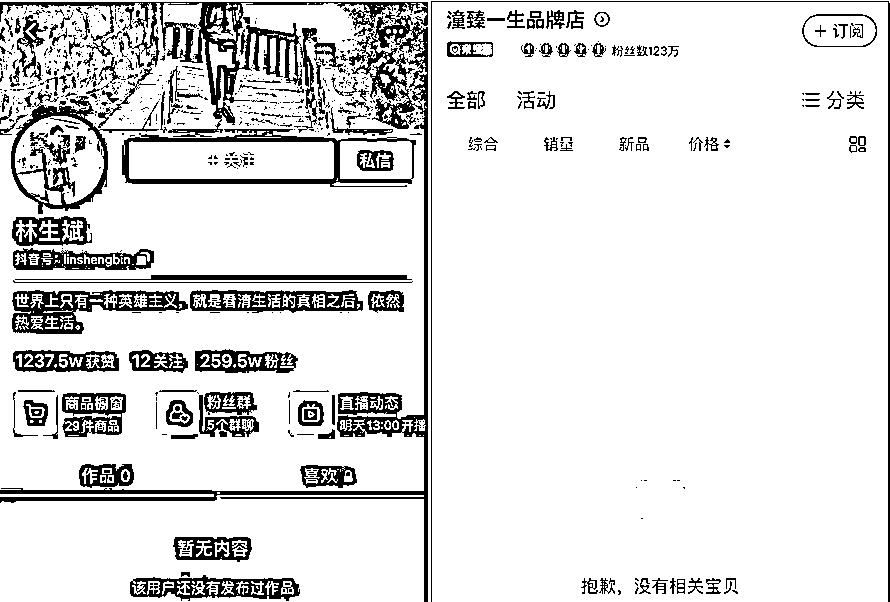 + 关注
私信
林生斌
抖音号：linshengbin
世界上只有一种英雄主义，就是看清生活的真相之后，依然
热爱生活。
1237.5w 获赞 12 关注 259.5w 粉丝
商品橱窗
29 件商品
粉丝群
5个群聊
直播动态
明天 13:00 开播
作品 0
喜欢
暂无内容
该用户还没有发布过作品
潼臻一生品牌店
+ 订阅
粉丝数123万
全部 活动
分类
综合 销量 新品 价格
抱歉，没有相关宝贝